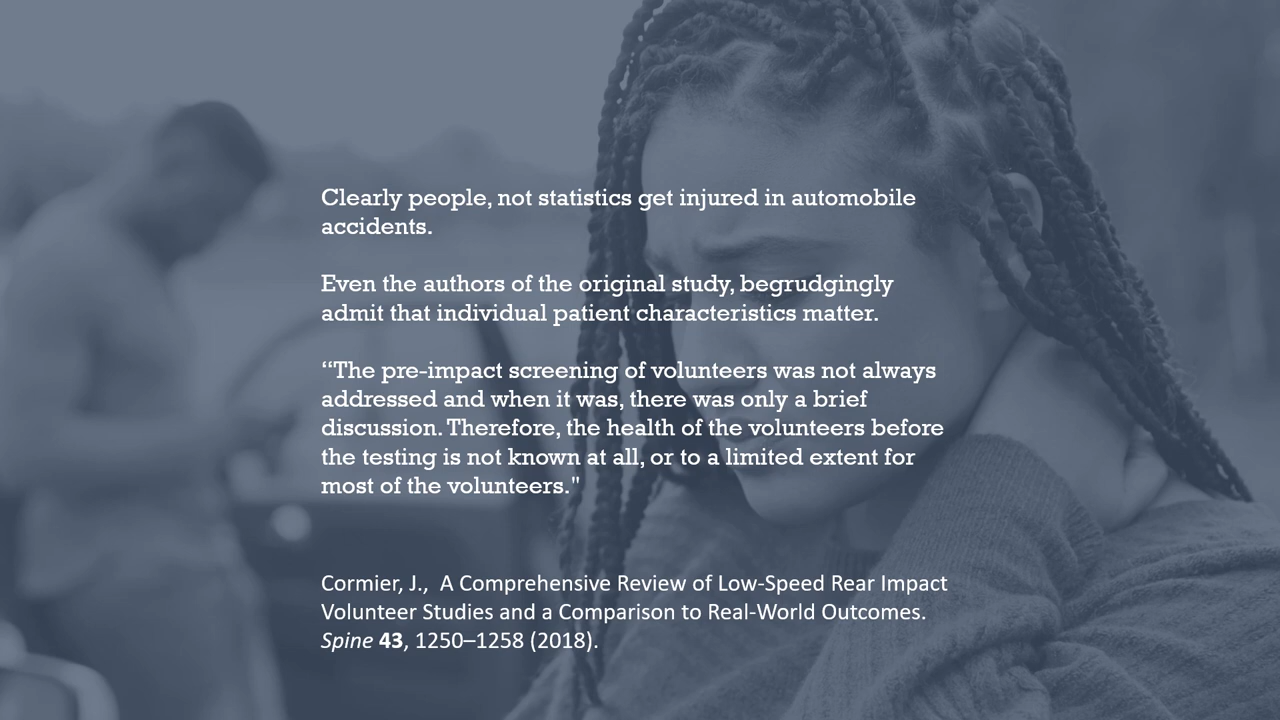 Clearly people, not statistics get injured in automobile
accidents.
Even the authors of the original study, begrudgingly
admit that individual patient characteristics matter.
“The pre-impact screening of volunteers was not always
addressed and when it was, there was only a brief
discussion. Therefore, the health of the volunteers before
the testing is not known at all, or to a limited extent for
most of the volunteers."
Cormier, J.,  A Comprehensive Review of Low-Speed Rear Impact
Volunteer Studies and a Comparison to Real-World Outcomes.
Spine 43, 1250–1258 (2018).